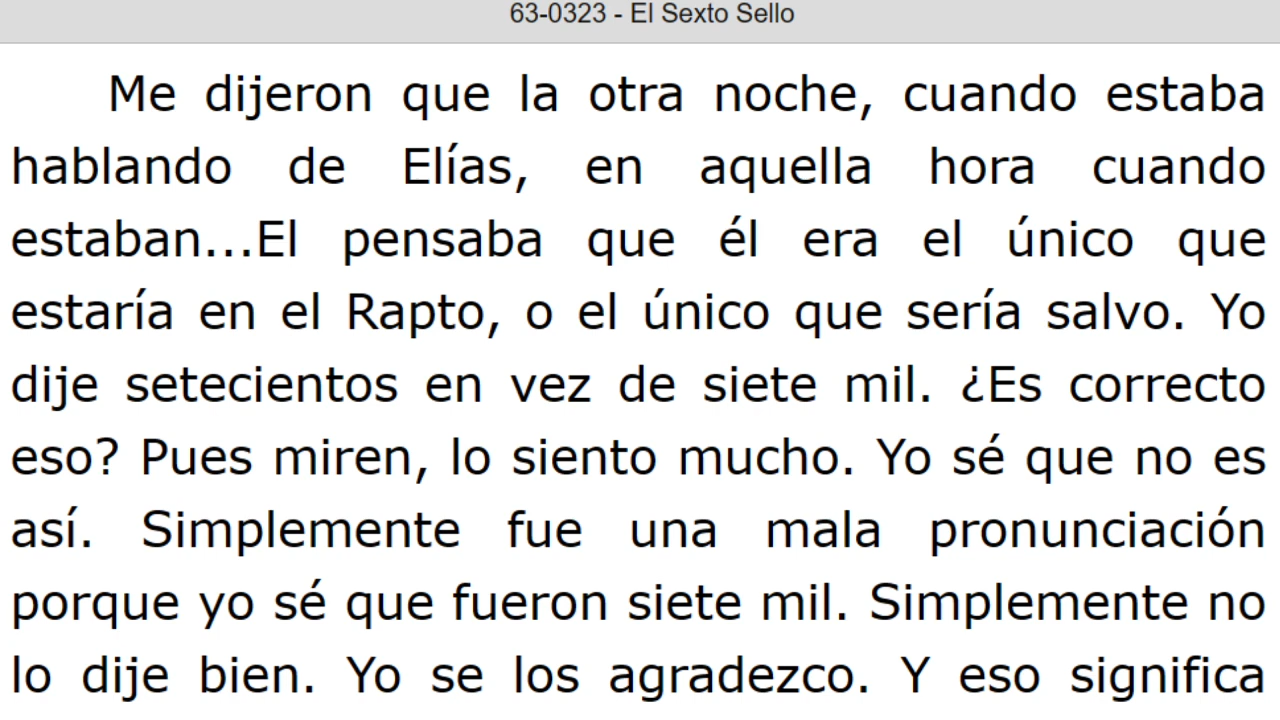 63-0323 - El Sexto Sello
Me dijeron que la otra noche, cuando estaba
hablando de Elías, en aquella hora cuando
estaban...El pensaba que él era el único que
estaría en el Rapto, o el único que sería salvo. Yo
dije setecientos en vez de siete mil. ¿Es correcto
eso? Pues miren, lo siento mucho. Yo sé que no es
así. Simplemente fue una mala pronunciación
porque yo sé que fueron siete mil. Simplemente no
lo dije bien. Yo se los agradezco. Y eso significa